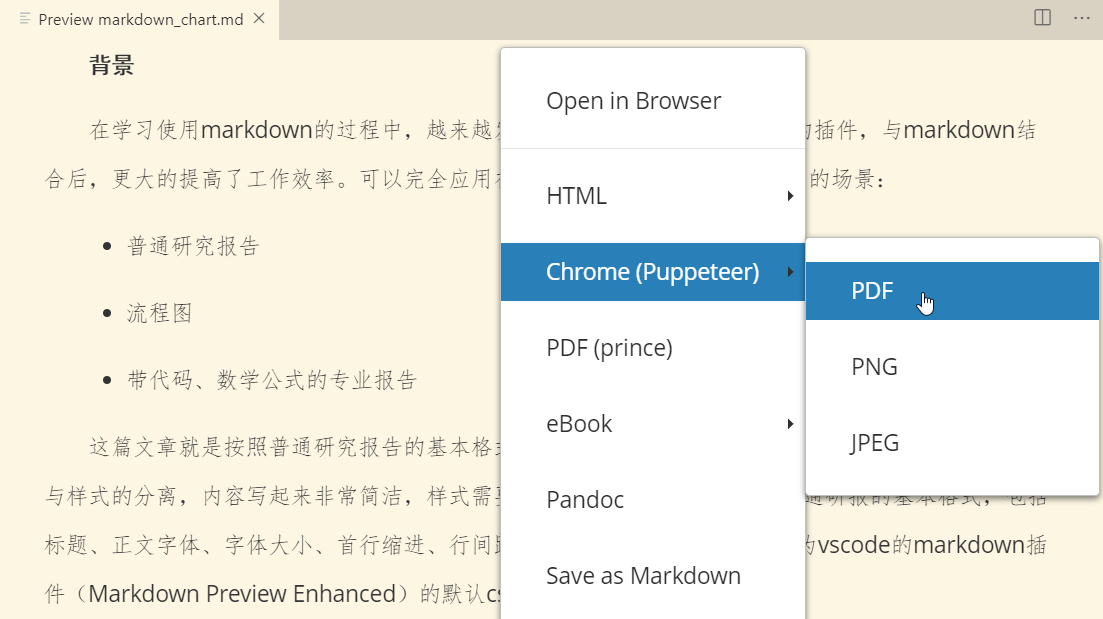 Preview markdown_chart.md
背景
在学习使用markdown的过程中，越来越
插件，与markdown结
合后，更大的提高了工作效率。可以完全应用
的场景：
普通研究报告
流程图
带代码、数学公式的专业报告
这篇文章就是按照普通研究报告的基本格
与样式的分离，内容写起来非常简洁，样式需
通研报的基本格式，包括
标题、正文字体、字体大小、首行缩进、行间
vscode的markdown插
件（Markdown Preview Enhanced）的默认cs
Open in Browser
HTML
Chrome (Puppeteer)
PDF (prince)
eBook
Pandoc
Save as Markdown
PDF
PNG
JPEG